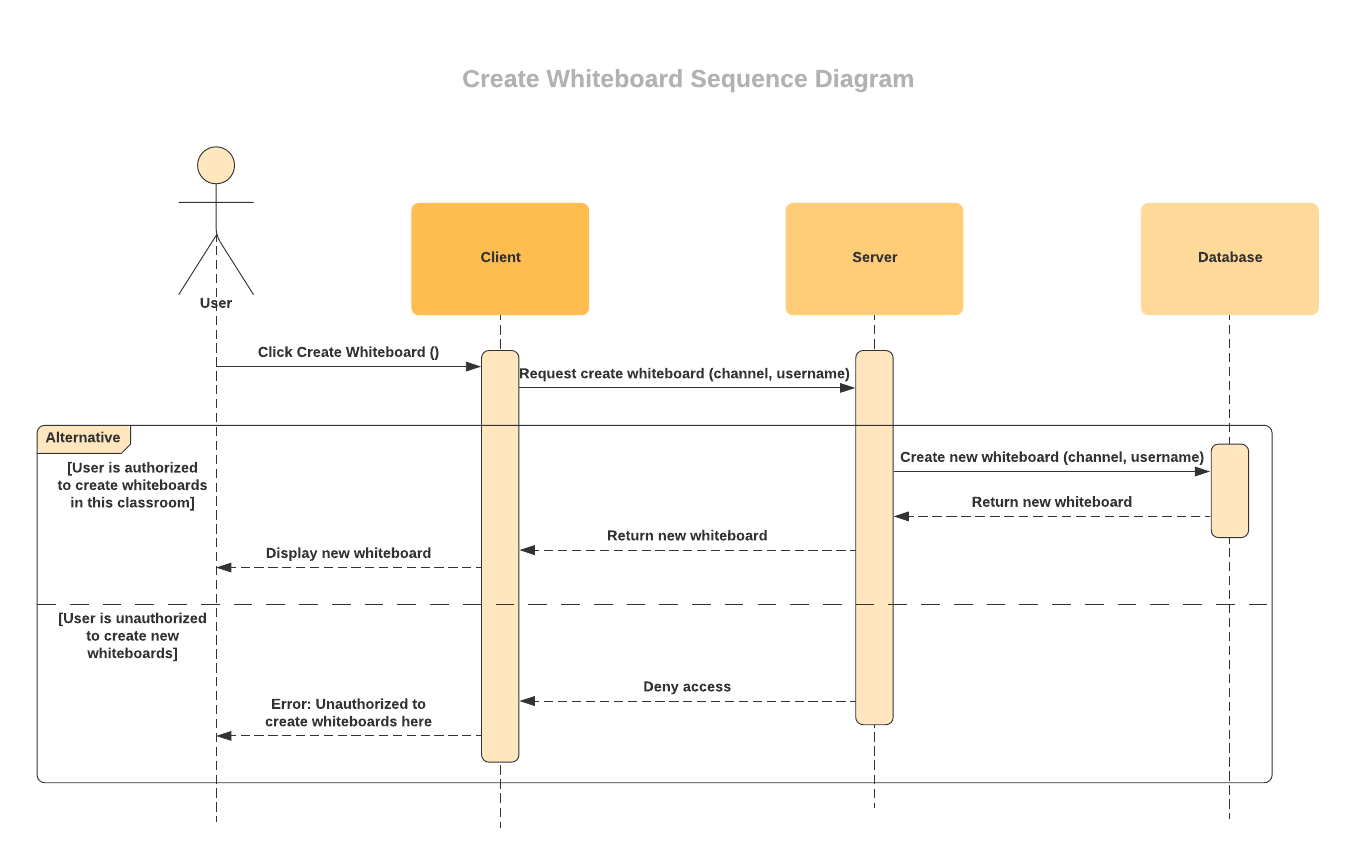 Create Whiteboard Sequence Diagram
User
Client
Server
Database
Click Create Whiteboard ()
Request create whiteboard (channel, username)
Alternative
[User is authorized
to create whiteboards
in this classroom]
Create new whiteboard (channel, username)
Return new whiteboard
Return new whiteboard
Display new whiteboard
[User is unauthorized
to create new
whiteboards]
Deny access
Error: Unauthorized to
create whiteboards here